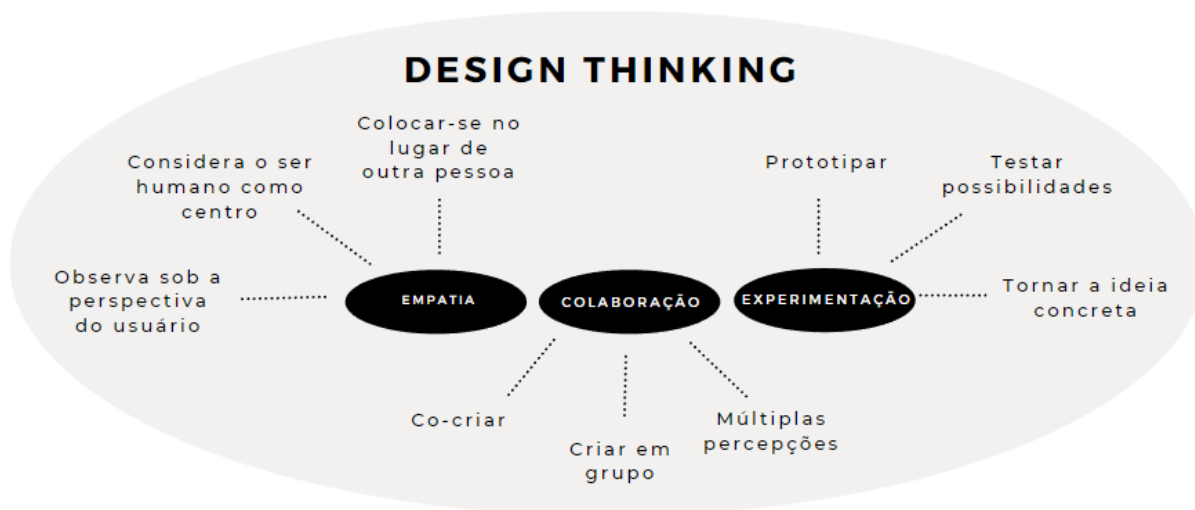 DESIGN THINKING
Colocar-se no
lugar de
outra pessoa
Considera o ser
humano como
centro
Observa sob a
perspectiva
do usuário
Prototipar
Testar
possibilidades
Tornar a ideia
concreta
EMPATIA
COLABORAÇÃO
EXPERIMENTAÇÃO
Co-criar
Criar em
grupo
Múltiplas
percepções